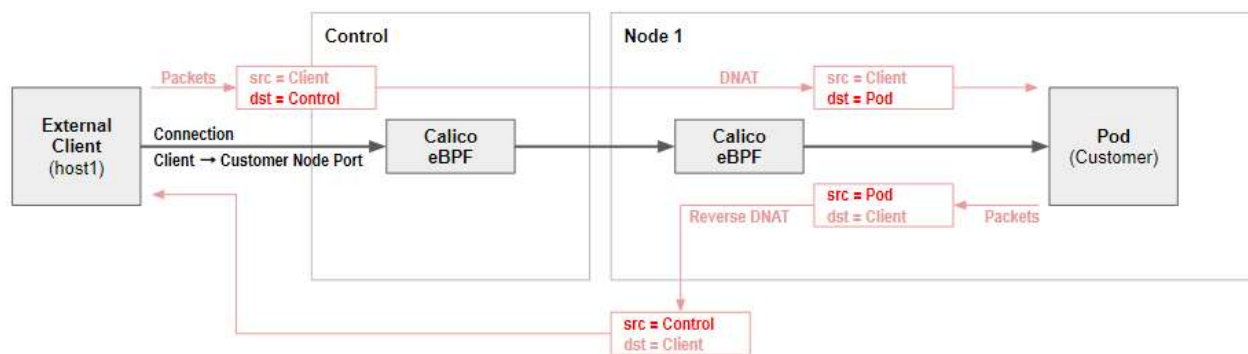 Control
Node 1
Packets
src = Client
dst = Control
DNAT
src = Client
dst = Pod
External
Client
(host1)
Connection
Client → Customer Node Port
Calico
eBPF
Calico
eBPF
Pod
(Customer)
src = Pod
dst = Client
Reverse DNAT
Packets
src = Control
dst = Client